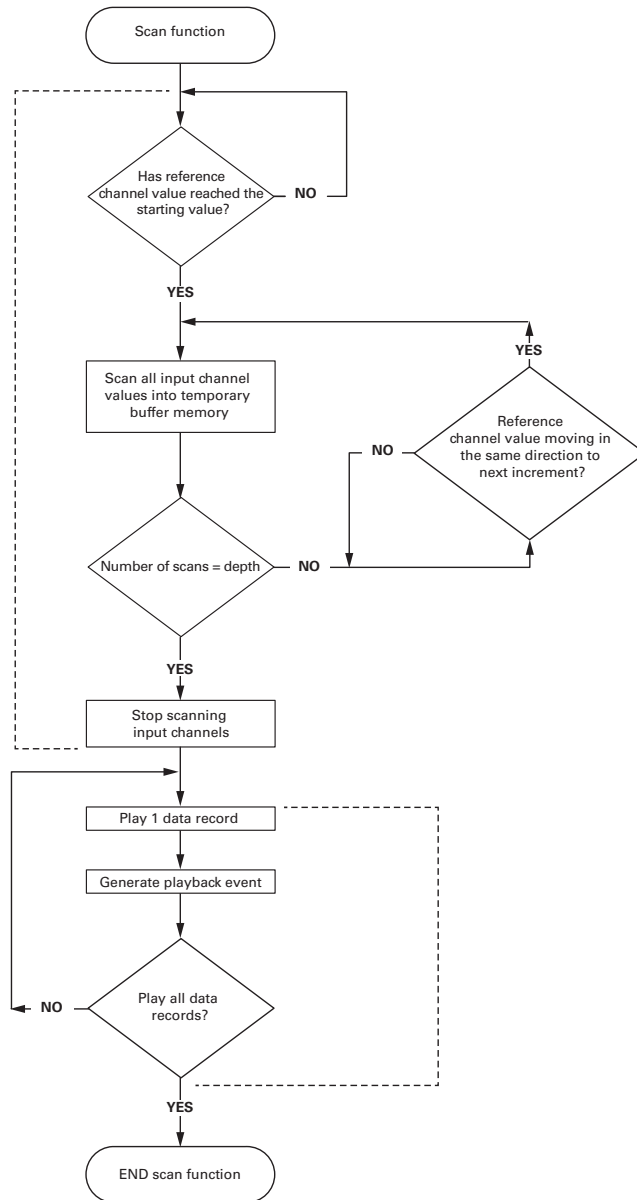 Scan function
Has reference
channel value reached the
starting value?
NO
YES
YES
Scan all input channel
values into temporary
buffer memory
Reference
channel value moving in
the same direction to
next increment?
NO
Number of scans = depth
NO
YES
Stop scanning
input channels
Play 1 data record
Generate playback event
Play all data
records?
NO
YES
END scan function